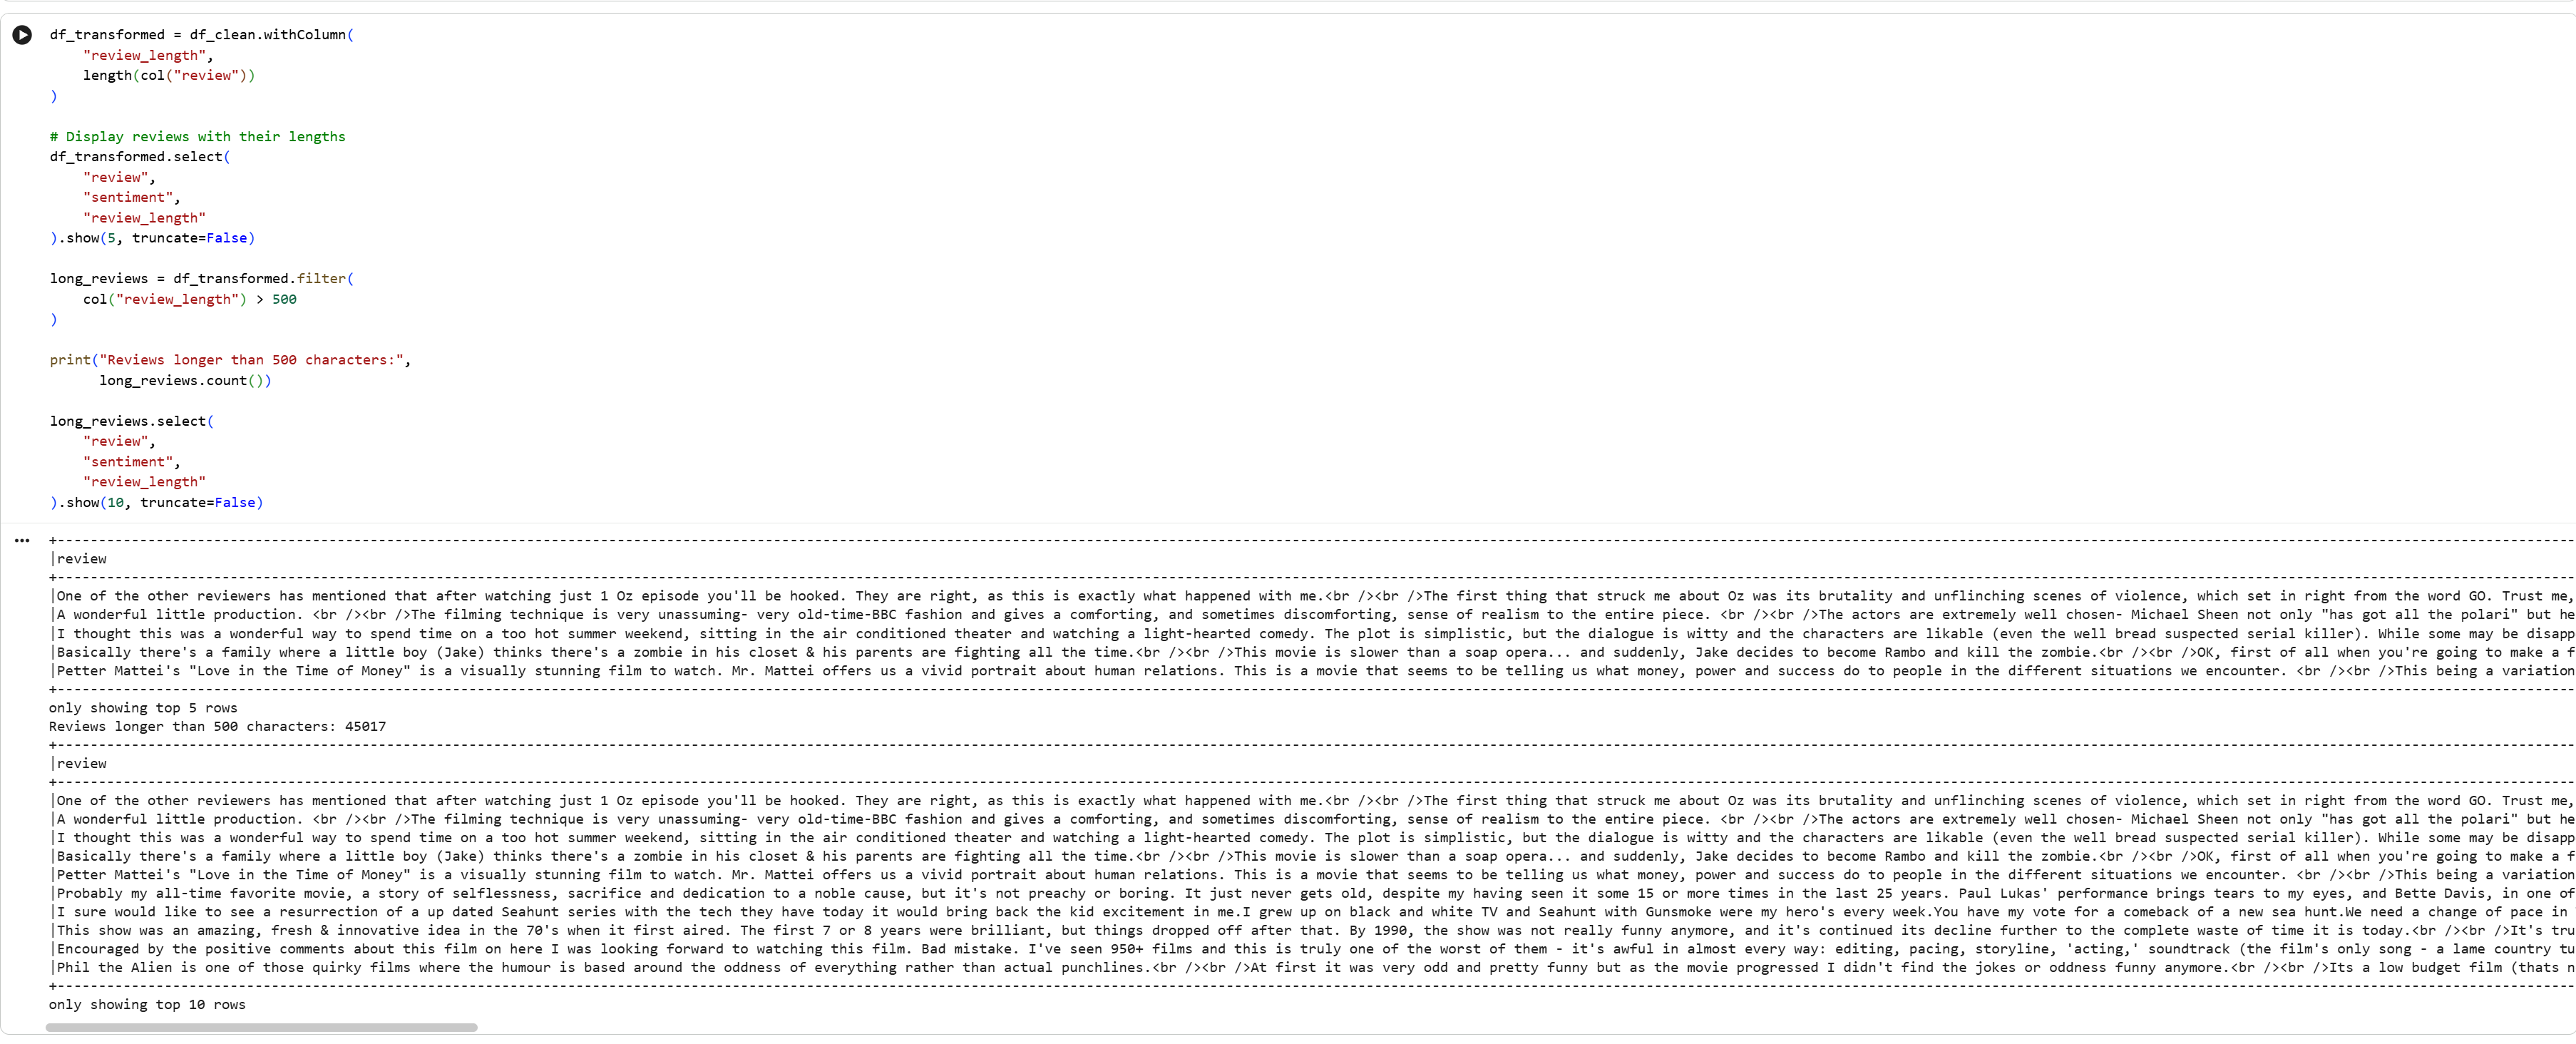 df_transformed = df_clean.withColumn(
    "review_length",
    length(col("review"))
)

# Display reviews with their lengths
df_transformed.select(
    "review",
    "sentiment",
    "review_length"
).show(5, truncate=False)

long_reviews = df_transformed.filter(
    col("review_length") > 500
)

print("Reviews longer than 500 characters:",
      long_reviews.count())

long_reviews.select(
    "review",
    "sentiment",
    "review_length"
).show(10, truncate=False)
|review
|One of the other reviewers has mentioned that after watching just 1 Oz episode you'll be hooked. They are right, as this is exactly what happened with me.<br /><br />The first thing that struck me about Oz was its brutality and unflinching scenes of violence, which set in right from the word GO. Trust me,
|A wonderful little production. <br /><br />The filming technique is very unassuming- very old-time-BBC fashion and gives a comforting, and sometimes discomforting, sense of realism to the entire piece. <br /><br />The actors are extremely well chosen- Michael Sheen not only "has got all the polari" but he
|I thought this was a wonderful way to spend time on a too hot summer weekend, sitting in the air conditioned theater and watching a light-hearted comedy. The plot is simplistic, but the dialogue is witty and the characters are likable (even the well bread suspected serial killer). While some may be disapp
|Basically there's a family where a little boy (Jake) thinks there's a zombie in his closet & his parents are fighting all the time.<br /><br />This movie is slower than a soap opera... and suddenly, Jake decides to become Rambo and kill the zombie.<br /><br />OK, first of all when you're going to make a f
|Petter Mattei's "Love in the Time of Money" is a visually stunning film to watch. Mr. Mattei offers us a vivid portrait about human relations. This is a movie that seems to be telling us what money, power and success do to people in the different situations we encounter. <br /><br />This being a variation
only showing top 5 rows
Reviews longer than 500 characters: 45017
|review
|One of the other reviewers has mentioned that after watching just 1 Oz episode you'll be hooked. They are right, as this is exactly what happened with me.<br /><br />The first thing that struck me about Oz was its brutality and unflinching scenes of violence, which set in right from the word GO. Trust me,
|A wonderful little production. <br /><br />The filming technique is very unassuming- very old-time-BBC fashion and gives a comforting, and sometimes discomforting, sense of realism to the entire piece. <br /><br />The actors are extremely well chosen- Michael Sheen not only "has got all the polari" but he
|I thought this was a wonderful way to spend time on a too hot summer weekend, sitting in the air conditioned theater and watching a light-hearted comedy. The plot is simplistic, but the dialogue is witty and the characters are likable (even the well bread suspected serial killer). While some may be disapp
|Basically there's a family where a little boy (Jake) thinks there's a zombie in his closet & his parents are fighting all the time.<br /><br />This movie is slower than a soap opera... and suddenly, Jake decides to become Rambo and kill the zombie.<br /><br />OK, first of all when you're going to make a f
|Petter Mattei's "Love in the Time of Money" is a visually stunning film to watch. Mr. Mattei offers us a vivid portrait about human relations. This is a movie that seems to be telling us what money, power and success do to people in the different situations we encounter. <br /><br />This being a variation
|Probably my all-time favorite movie, a story of selflessness, sacrifice and dedication to a noble cause, but it's not preachy or boring. It just never gets old, despite my having seen it some 15 or more times in the last 25 years. Paul Lukas' performance brings tears to my eyes, and Bette Davis, in one of
|I sure would like to see a resurrection of a up dated Seahunt series with the tech they have today it would bring back the kid excitement in me.I grew up on black and white TV and Seahunt with Gunsmoke were my hero's every week.You have my vote for a comeback of a new sea hunt.We need a change of pace in
|This show was an amazing, fresh & innovative idea in the 70's when it first aired. The first 7 or 8 years were brilliant, but things dropped off after that. By 1990, the show was not really funny anymore, and it's continued its decline further to the complete waste of time it is today.<br /><br />It's tru
|Encouraged by the positive comments about this film on here I was looking forward to watching this film. Bad mistake. I've seen 950+ films and this is truly one of the worst of them - it's awful in almost every way: editing, pacing, storyline, 'acting,' soundtrack (the film's only song - a lame country tu
|Phil the Alien is one of those quirky films where the humour is based around the oddness of everything rather than actual punchlines.<br /><br />At first it was very odd and pretty funny but as the movie progressed I didn't find the jokes or oddness funny anymore.<br /><br />Its a low budget film (thats n
only showing top 10 rows